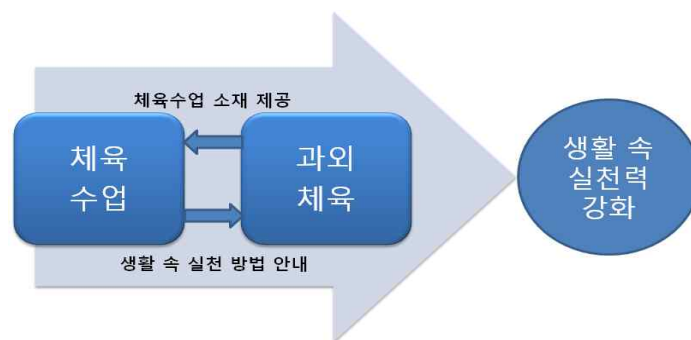 체육수업 소재 제공
체육
수업
과외
체육
생활 속 실천 방법 안내
생활 속
실천력
강화